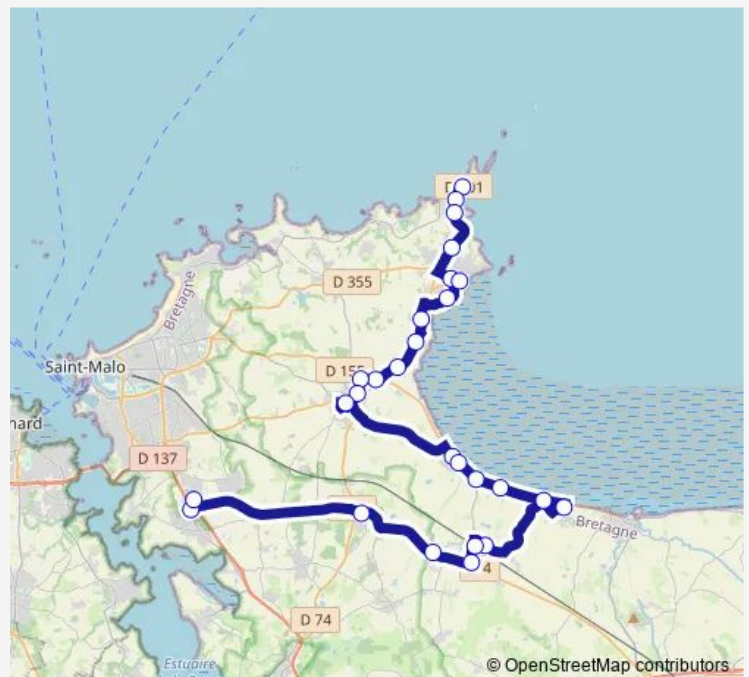 D 201
Bretagne
D 355
Saint-Malo
D 155
nard
D 137
Bretagne
4
D 74
Estuaire
© OpenStreetMap contributors